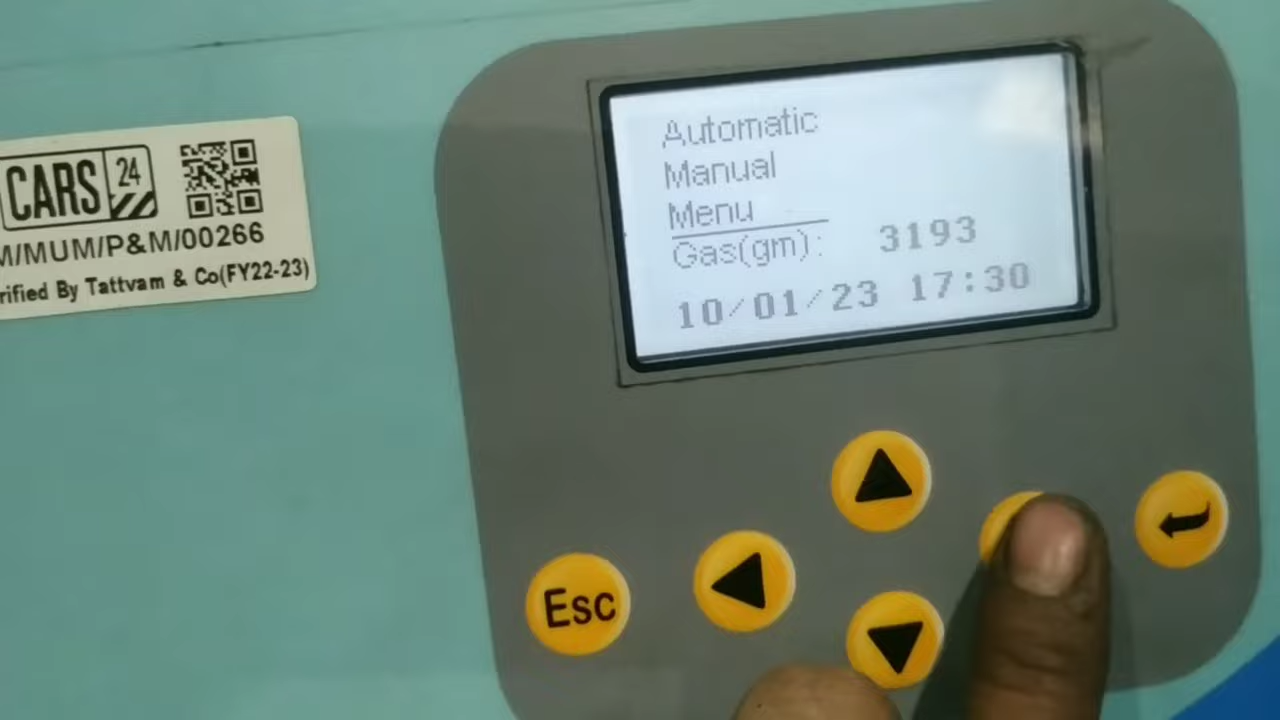 CARS 24
M/MUM/P&M/00266
rified By Tattvam & Co(FY22-23)
Automatic
Manual
Menu
Gas(gm): 3193
10/01/23 17:30
Esc